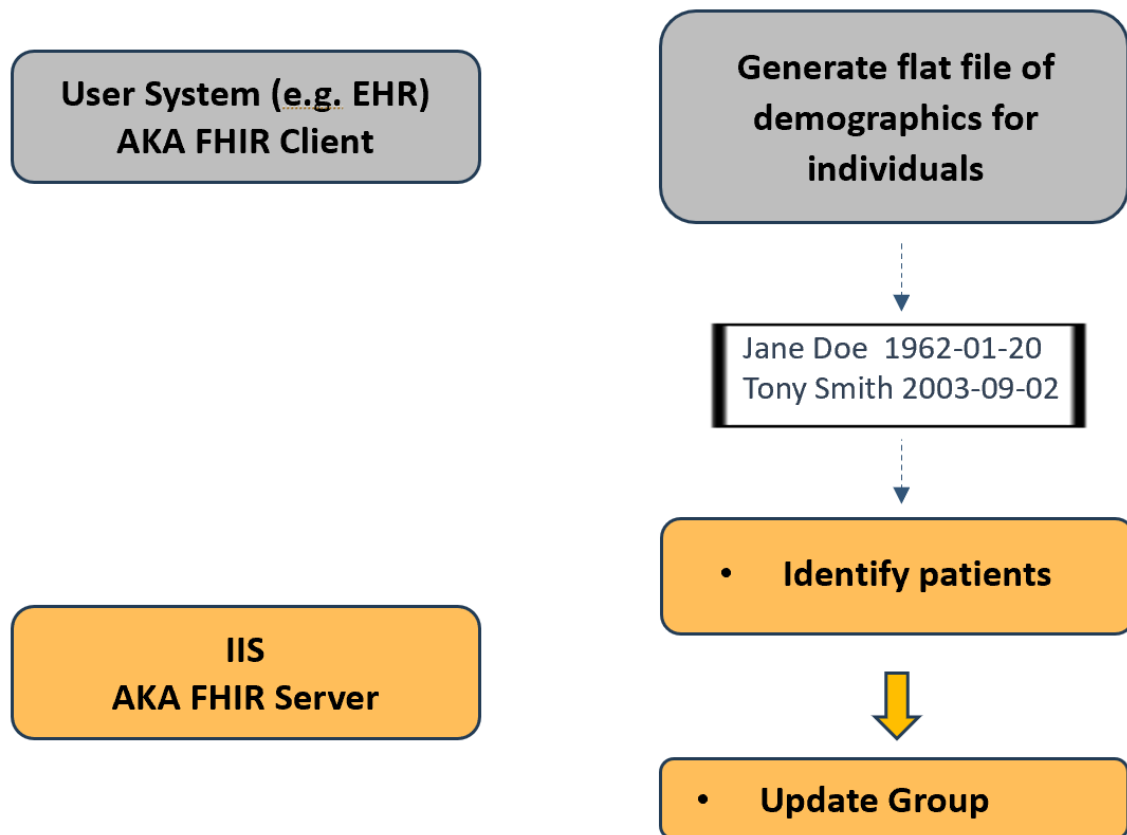 User System (e.g. EHR)
AKA FHIR Client
Generate flat file of
demographics for
individuals
Jane Doe  1962-01-20
Tony Smith 2003-09-02
• Identify patients
IIS
AKA FHIR Server
• Update Group